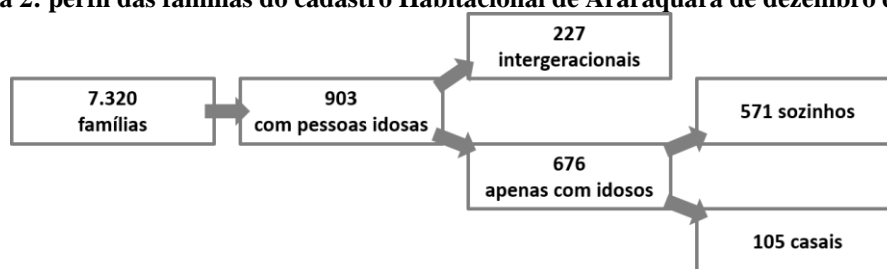 a 2: perfil das famílias do cadastro Habitacional de Araraquara de dezembro
227
intergeracionais
7.320
famílias
903
com pessoas idosas
571 sozinhos
676
apenas com idosos
105 casais